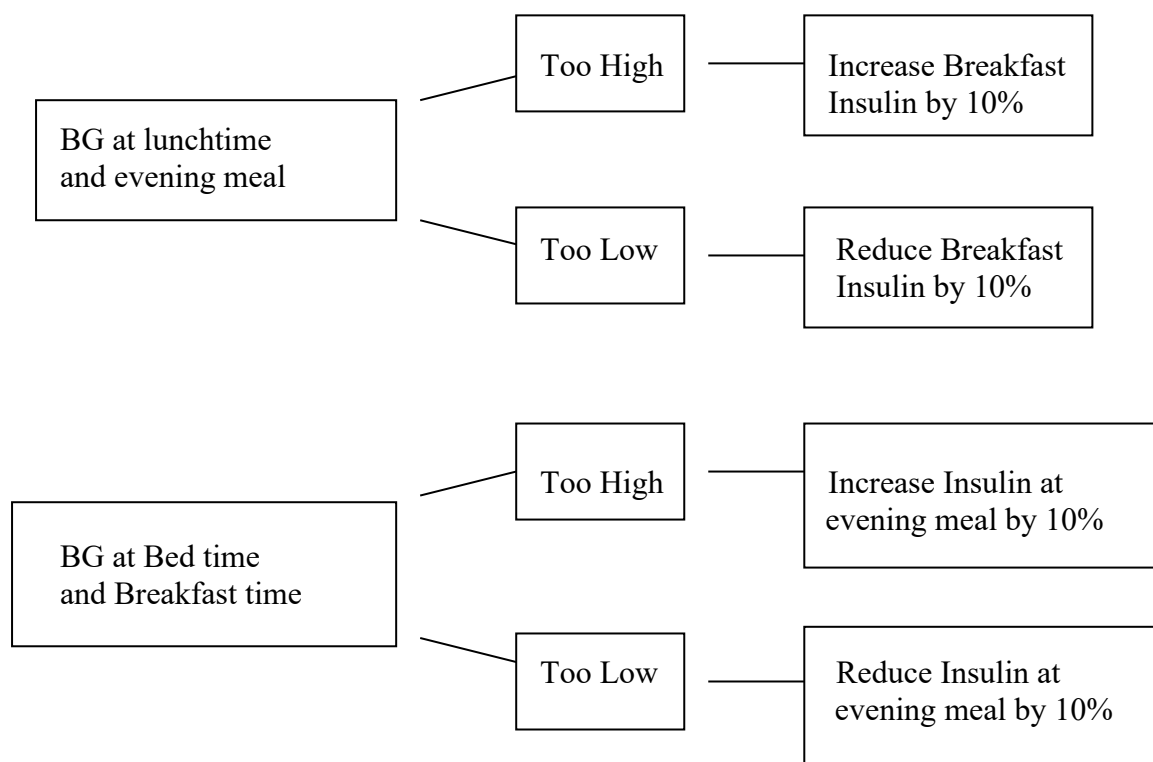 Too High
Increase Breakfast
Insulin by 10%
BG at lunchtime
and evening meal
Too Low
Reduce Breakfast
Insulin by 10%
Too High
Increase Insulin at
evening meal by 10%
BG at Bed time
and Breakfast time
Too Low
Reduce Insulin at
evening meal by 10%